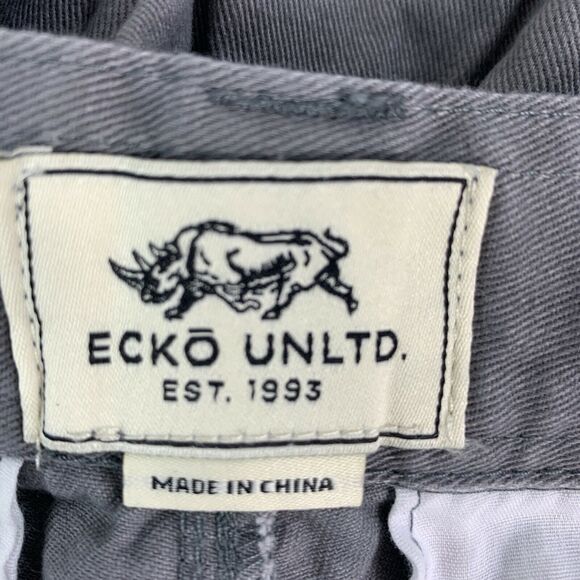 ECKŌ UNLTD.
EST. 1993
MADE IN CHINA